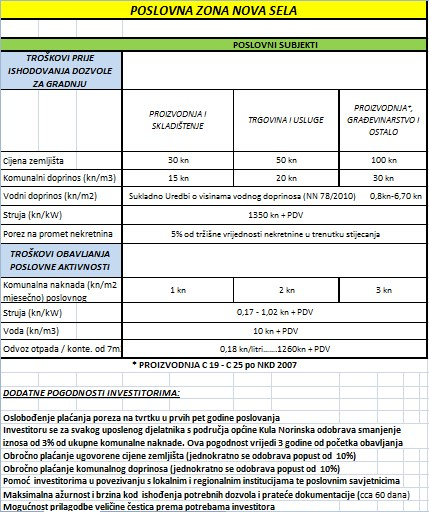 POSLOVNA ZONA NOVA SELA
POSLOVNI SUBJEKTI
TROŠKOVI PRIJE
ISHODOVANJA DOZVOLE
ZA GRADNJU
PROIZVODNJA I
SKLADIŠTENJE
TRGOVINA I USLUGE
PROIZVODNJA*,
GRAĐEVINARSTVO I
OSTALO
Cijena zemljišta 30 kn 50 kn 100 kn
Komunalni doprinos (kn/m3) 15 kn 20 kn 30 kn
Vodni doprinos (kn/m2) Sukladno Uredbi o visinama vodnog doprinosa (NN 78/2010) 0,8kn-6,70 kn
Struja (kn/kW) 1350 kn + PDV
Porez na promet nekretnina 5% od tržišne vrijednosti nekretnine u trenutku stjecanja
TROŠKOVI OBAVLJANJA
POSLOVNE AKTIVNOSTI
Komunalna naknada (kn/m2
mjesečno) poslovnog 1 kn 2 kn 3 kn
Struja (kn/kW) 0,17 - 1,02 kn + PDV
Voda (kn/m3) 10 kn + PDV
Odvoz otpada / konte. od 7m 0,18 kn/litri.......1260kn + PDV
* PROIZVODNJA C 19 - C 25 po NKD 2007
DODATNE POGODNOSTI INVESTITORIMA:
Oslobođenje plaćanja poreza na tvrtku u prvih pet godine poslovanja
Investitoru se za svakog uposlenog djelatnika s područja općine Kula Norinska odobrava smanjenje
iznosa od 3% od ukupne komunalne naknade. Ova pogodnost vrijedi 3 godine od početka obavljanja
Obročno plaćanje ugovorene cijene zemljišta (jednokratno se odobrava popust od 10%)
Obročno plaćanje komunalnog doprinosa (jednokratno se odobrava popust od 10%)
Pomoć investitorima u povezivanju s lokalnim i regionalnim institucijama te poslovnim savjetnicima
Maksimalna ažurnost i brzina kod ishođenja potrebnih dozvola i prateće dokumentacije (cca 60 dana)
Mogućnost prilagodbe veličine čestica prema potrebama investitora